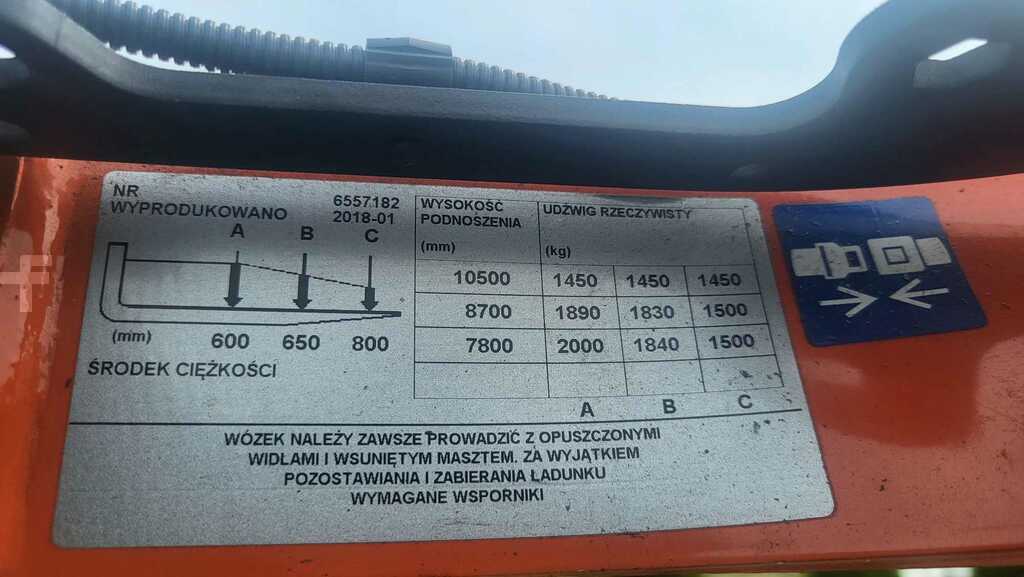 NR 6557182
WYPRODUKOWANO 2018-01
A B C
(mm) 600 650 800
ŚRODEK CIĘŻKOŚCI
WYSOKOŚĆ PODNOSZENIA (mm) UDŹWIG RZECZYWISTY (kg)
10500 1450 1450 1450
8700 1890 1830 1500
7800 2000 1840 1500
A B C
WÓZEK NALEŻY ZAWSZE PROWADZIĆ Z OPUSZCZONYMI
WIDŁAMI I WSUNIĘTYM MASZTEM. ZA WYJĄTKIEM
POZOSTAWIANIA I ZABIERANIA ŁADUNKU
WYMAGANE WSPORNIKI